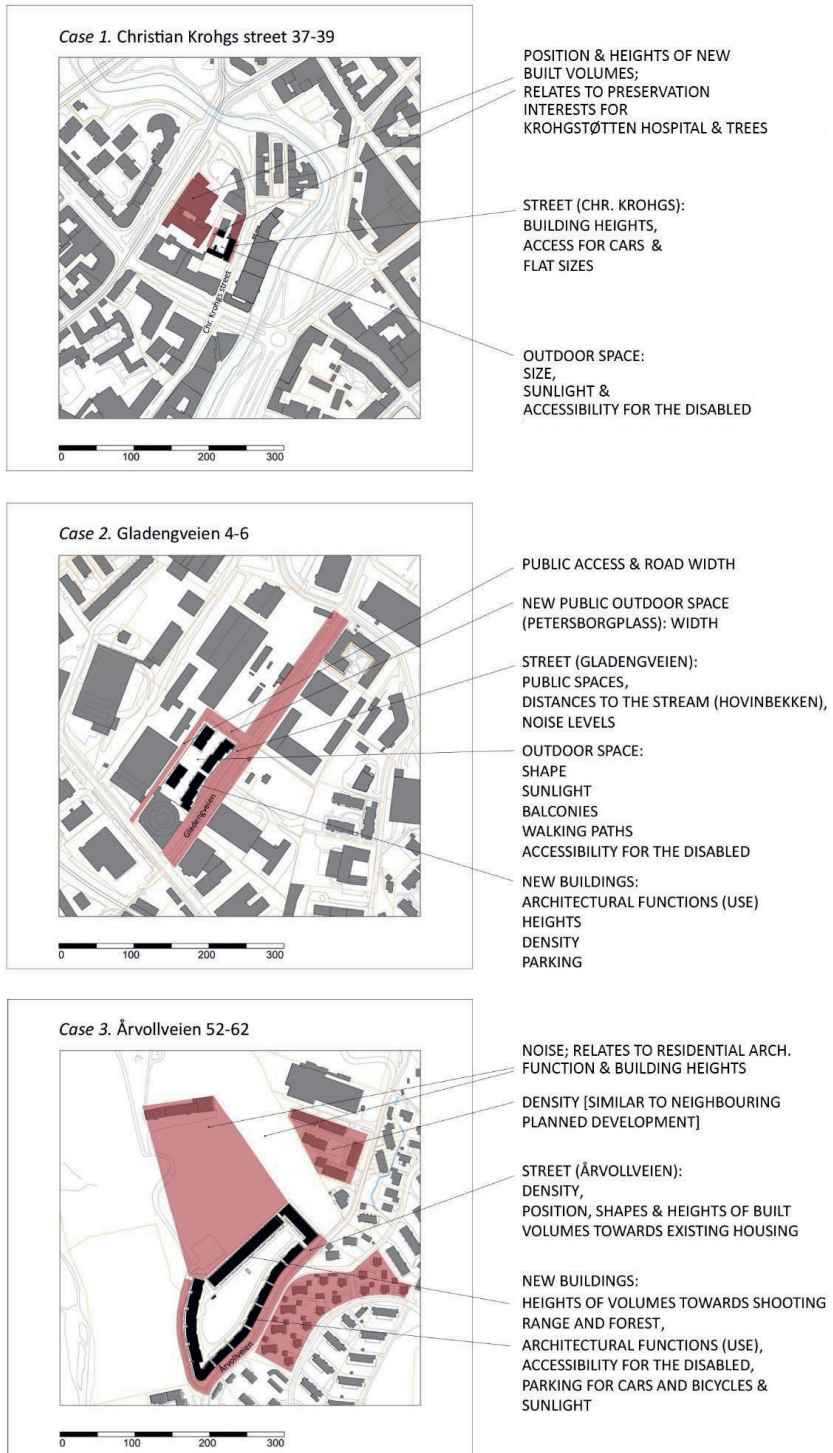 Case 1. Christian Krohgs street 37-39
POSITION & HEIGHTS OF NEW
BUILT VOLUMES;
RELATES TO PRESERVATION
INTERESTS FOR
KROHGSTØTTEN HOSPITAL & TREES
STREET (CHR. KROHGS):
BUILDING HEIGHTS,
ACCESS FOR CARS &
FLAT SIZES
OUTDOOR SPACE:
SIZE,
SUNLIGHT &
ACCESSIBILITY FOR THE DISABLED
Chr. Krohgs street
0 100 200 300
Case 2. Gladengveien 4-6
PUBLIC ACCESS & ROAD WIDTH
NEW PUBLIC OUTDOOR SPACE
(PETERSBORGPLASS): WIDTH
STREET (GLADENGVEIEN):
PUBLIC SPACES,
DISTANCES TO THE STREAM (HOVINBEKKEN),
NOISE LEVELS
OUTDOOR SPACE:
SHAPE
SUNLIGHT
BALCONIES
WALKING PATHS
ACCESSIBILITY FOR THE DISABLED
NEW BUILDINGS:
ARCHITECTURAL FUNCTIONS (USE)
HEIGHTS
DENSITY
PARKING
Gladengveien
0 100 200 300
Case 3. Årvollveien 52-62
NOISE; RELATES TO RESIDENTIAL ARCH.
FUNCTION & BUILDING HEIGHTS
DENSITY [SIMILAR TO NEIGHBOURING
PLANNED DEVELOPMENT]
STREET (ÅRVOLLVEIEN):
DENSITY,
POSITION, SHAPES & HEIGHTS OF BUILT
VOLUMES TOWARDS EXISTING HOUSING
NEW BUILDINGS:
HEIGHTS OF VOLUMES TOWARDS SHOOTING
RANGE AND FOREST,
ARCHITECTURAL FUNCTIONS (USE),
ACCESSIBILITY FOR THE DISABLED,
PARKING FOR CARS AND BICYCLES &
SUNLIGHT
Årvollveien
0 100 200 300